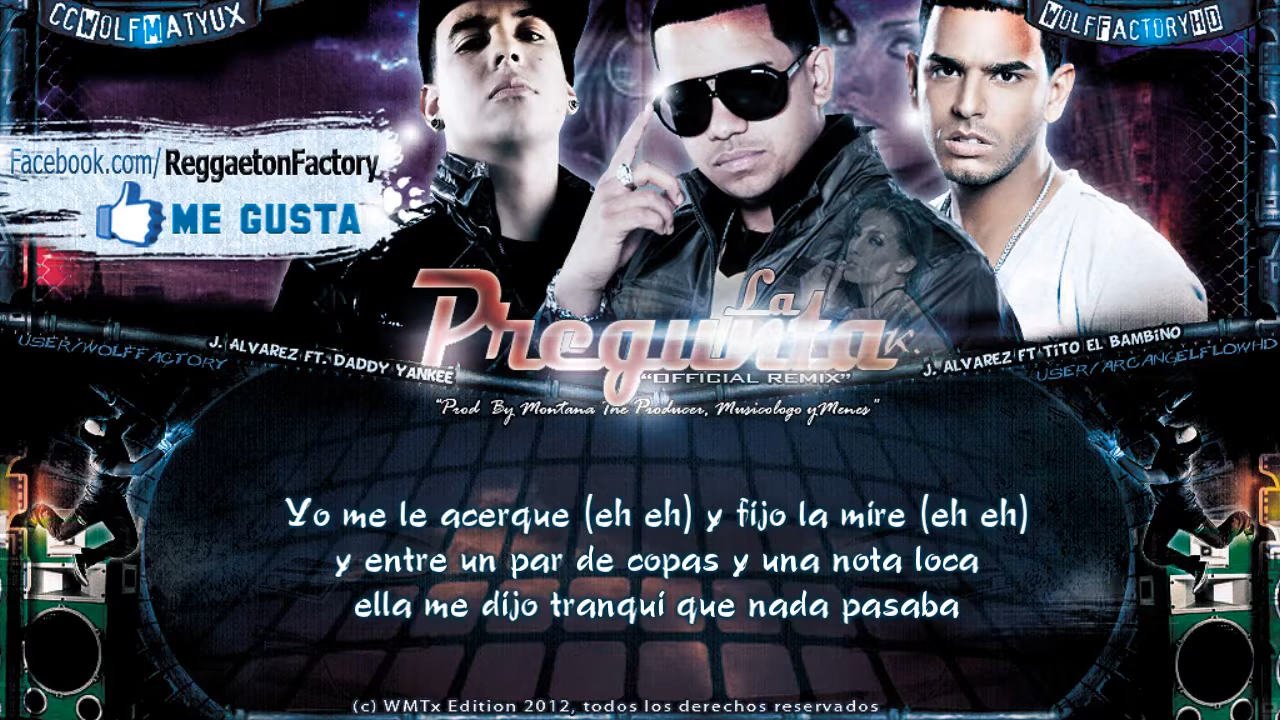 CCWOLFMATYUX
WOLFFACTORYHD
Facebook.com/ReggaetonFactory
ME GUSTA
La
Pregunta
K.
"OFFICIAL REMIX"
J. ALVAREZ FT. DADDY YANKEE
J. ALVAREZ FT TITO EL BAMBINO
USER/WOLFFACTORY
USER/ARCANGELFLOWHD
"Prod By Montana The Producer, Musicologo y Menes"
Yo me le acerque (eh eh) y fijo la mire (eh eh)
y entre un par de copas y una nota loca
ella me dijo tranqui que nada pasaba
(c) WMTx Edition 2012, todos los derechos reservados